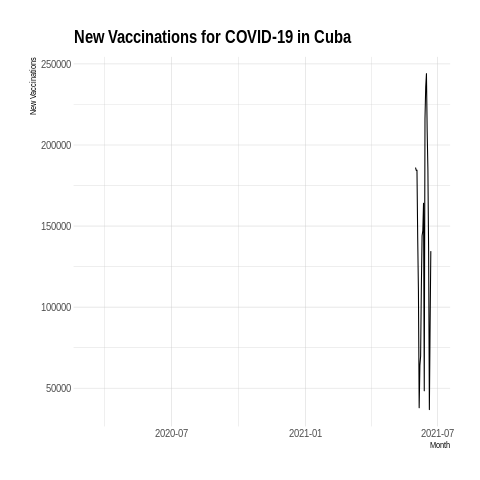 New Vaccinations for COVID-19 in Cuba
New Vaccinations
250000
200000
150000
100000
50000
2020-07 2021-01 2021-07
Month